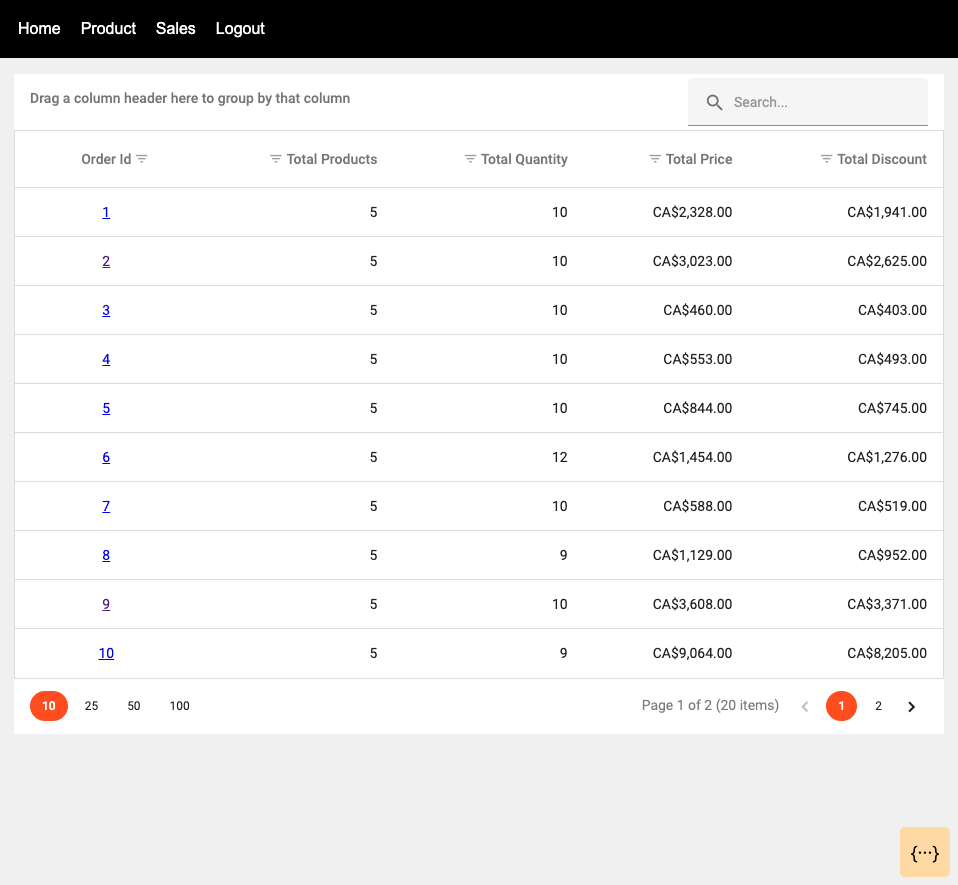 Home Product Sales Logout
Drag a column header here to group by that column Search...
Order Id Total Products Total Quantity Total Price Total Discount
1 5 10 CA$2,328.00 CA$1,941.00
2 5 10 CA$3,023.00 CA$2,625.00
3 5 10 CA$460.00 CA$403.00
4 5 10 CA$553.00 CA$493.00
5 5 10 CA$844.00 CA$745.00
6 5 12 CA$1,454.00 CA$1,276.00
7 5 10 CA$588.00 CA$519.00
8 5 9 CA$1,129.00 CA$952.00
9 5 10 CA$3,608.00 CA$3,371.00
10 5 9 CA$9,064.00 CA$8,205.00
10 25 50 100 Page 1 of 2 (20 items) 1 2
{···}